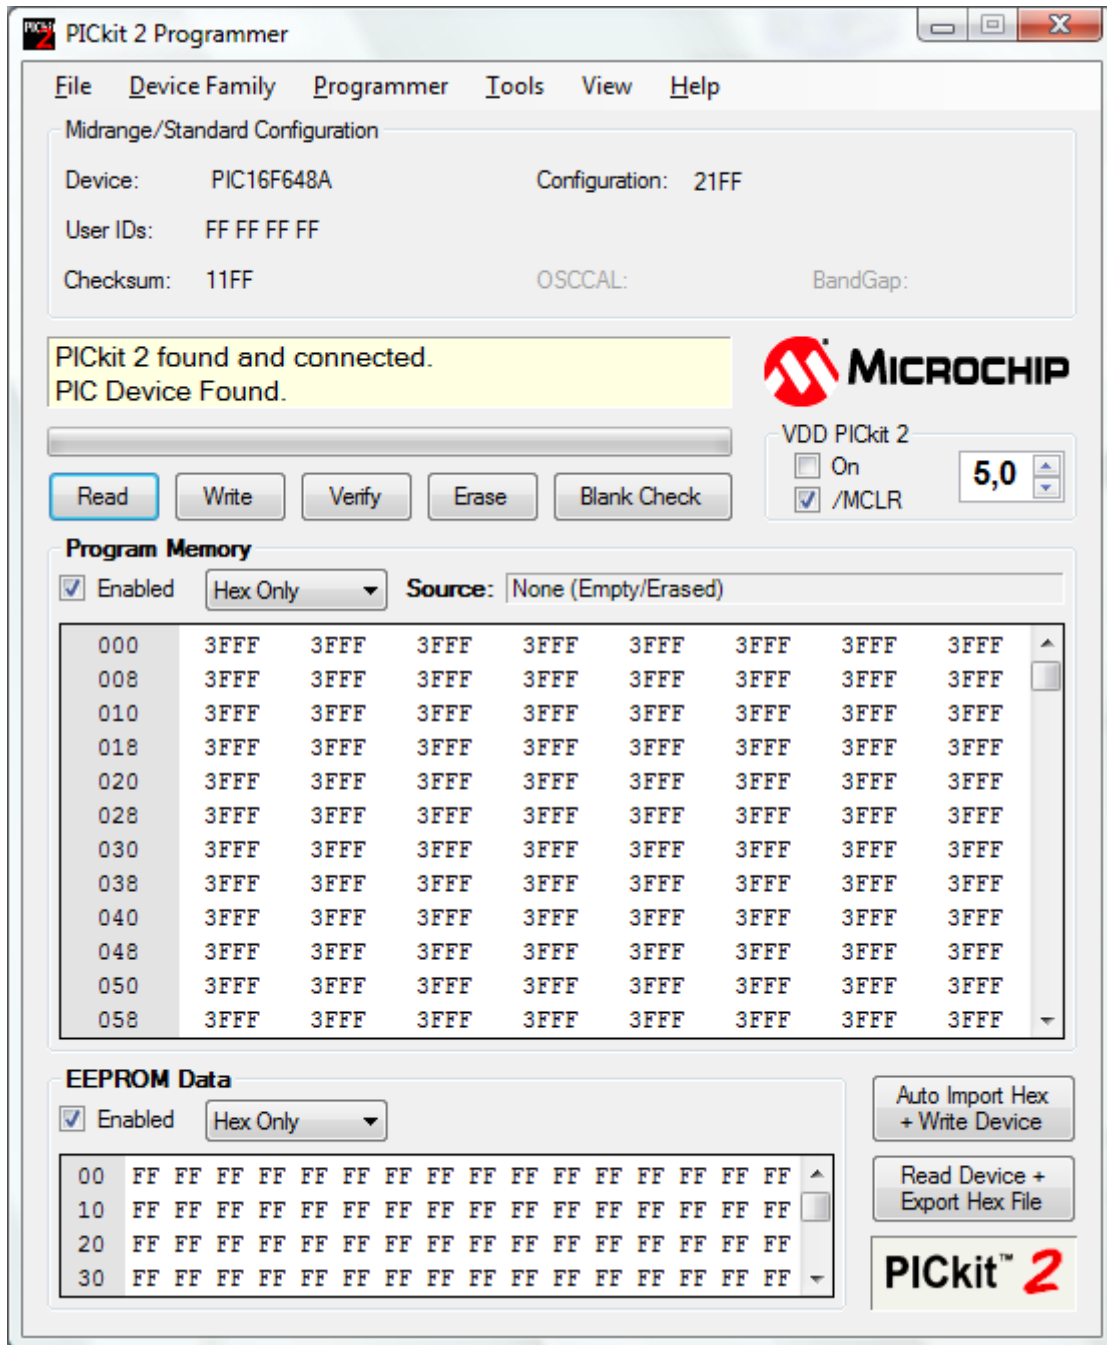 PICkit 2 Programmer
File Device Family Programmer Tools View Help
Midrange/Standard Configuration
Device: PIC16F648A Configuration: 21FF
User IDs: FF FF FF FF
Checksum: 11FF OSCCAL: BandGap:
PICkit 2 found and connected.
PIC Device Found.
MICROCHIP
VDD PICkit 2
On
/MCLR
5,0
Read Write Verify Erase Blank Check
Program Memory
Enabled Hex Only Source: None (Empty/Erased)
000 3FFF 3FFF 3FFF 3FFF 3FFF 3FFF 3FFF 3FFF
008 3FFF 3FFF 3FFF 3FFF 3FFF 3FFF 3FFF 3FFF
010 3FFF 3FFF 3FFF 3FFF 3FFF 3FFF 3FFF 3FFF
018 3FFF 3FFF 3FFF 3FFF 3FFF 3FFF 3FFF 3FFF
020 3FFF 3FFF 3FFF 3FFF 3FFF 3FFF 3FFF 3FFF
028 3FFF 3FFF 3FFF 3FFF 3FFF 3FFF 3FFF 3FFF
030 3FFF 3FFF 3FFF 3FFF 3FFF 3FFF 3FFF 3FFF
038 3FFF 3FFF 3FFF 3FFF 3FFF 3FFF 3FFF 3FFF
040 3FFF 3FFF 3FFF 3FFF 3FFF 3FFF 3FFF 3FFF
048 3FFF 3FFF 3FFF 3FFF 3FFF 3FFF 3FFF 3FFF
050 3FFF 3FFF 3FFF 3FFF 3FFF 3FFF 3FFF 3FFF
058 3FFF 3FFF 3FFF 3FFF 3FFF 3FFF 3FFF 3FFF
EEPROM Data
Enabled Hex Only
00 FF FF FF FF FF FF FF FF FF FF FF FF FF FF FF FF
10 FF FF FF FF FF FF FF FF FF FF FF FF FF FF FF FF
20 FF FF FF FF FF FF FF FF FF FF FF FF FF FF FF FF
30 FF FF FF FF FF FF FF FF FF FF FF FF FF FF FF FF
Auto Import Hex
+ Write Device
Read Device +
Export Hex File
PICkit™ 2